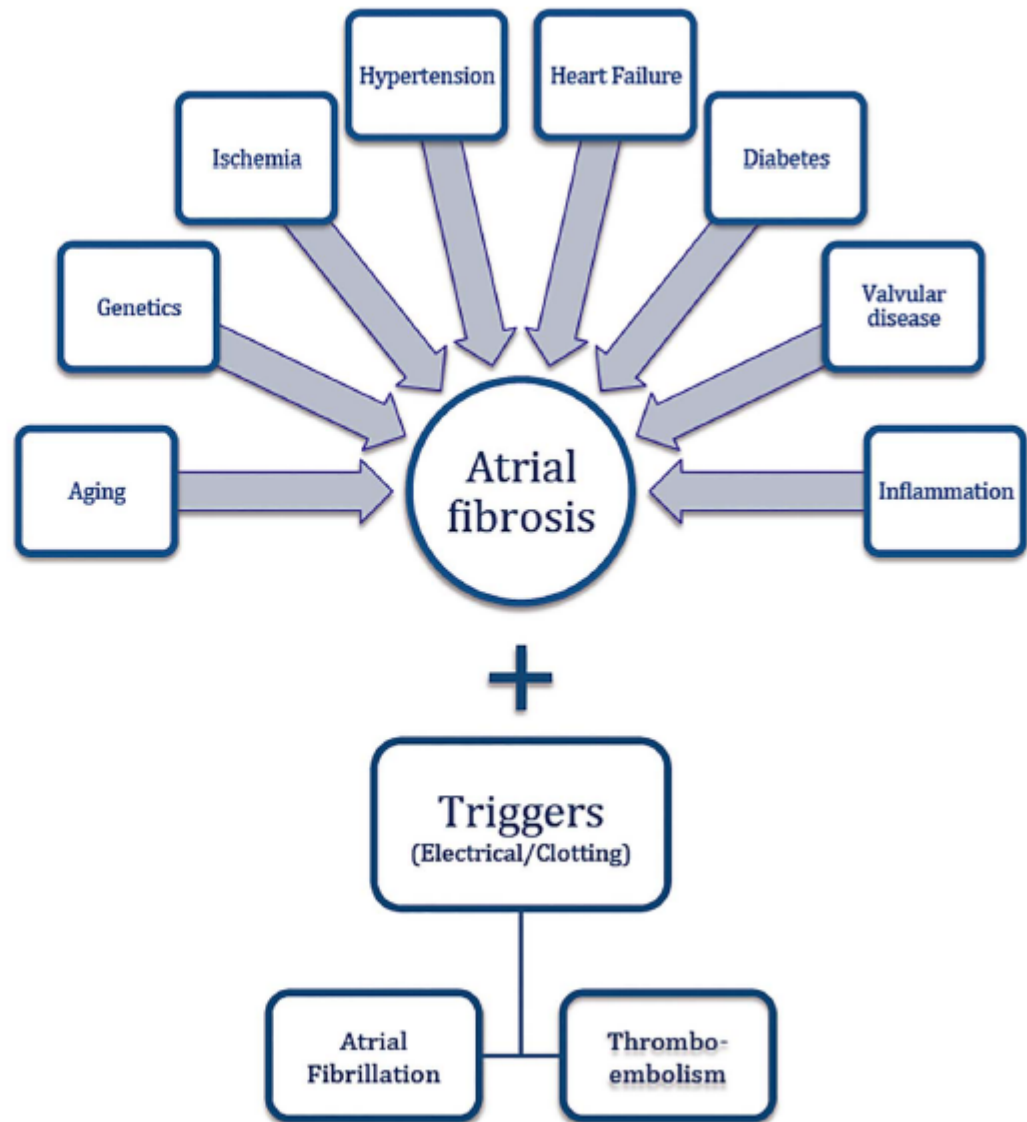 Hypertension
Heart Failure
Ischemia
Diabetes
Genetics
Valvular
disease
Aging
Atrial
fibrosis
Inflammation
+
Triggers
(Electrical/Clotting)
Atrial
Fibrillation
Thrombo-
embolism